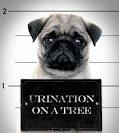 2
URINATION
ON A TREE
1